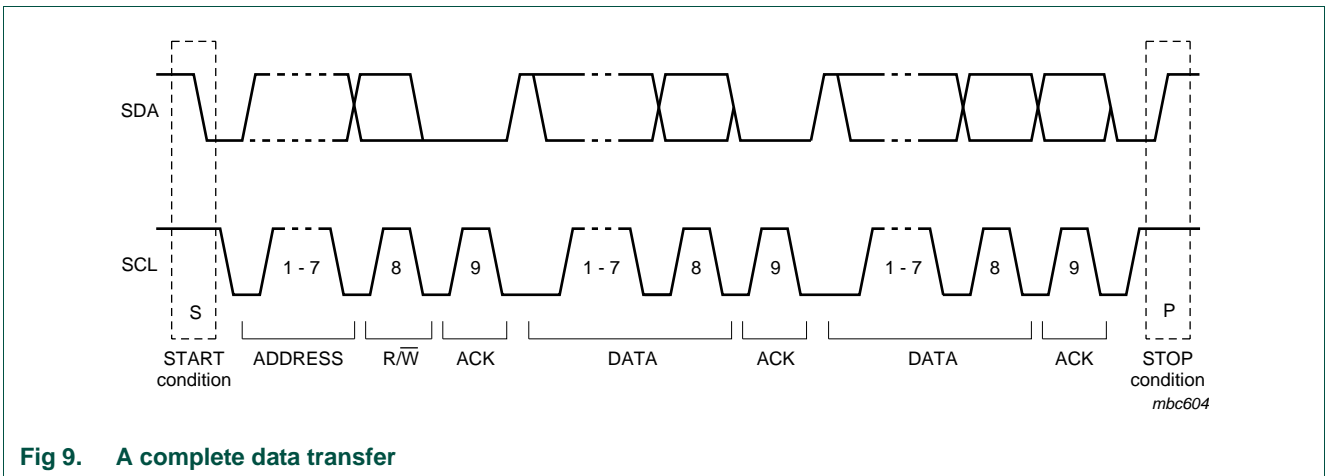 SDA
SCL
1 - 7 8 9 1 - 7 8 9 1 - 7 8 9
S P
START ADDRESS R/W̅ ACK DATA ACK DATA ACK STOP
condition condition
mbc604
Fig 9. A complete data transfer